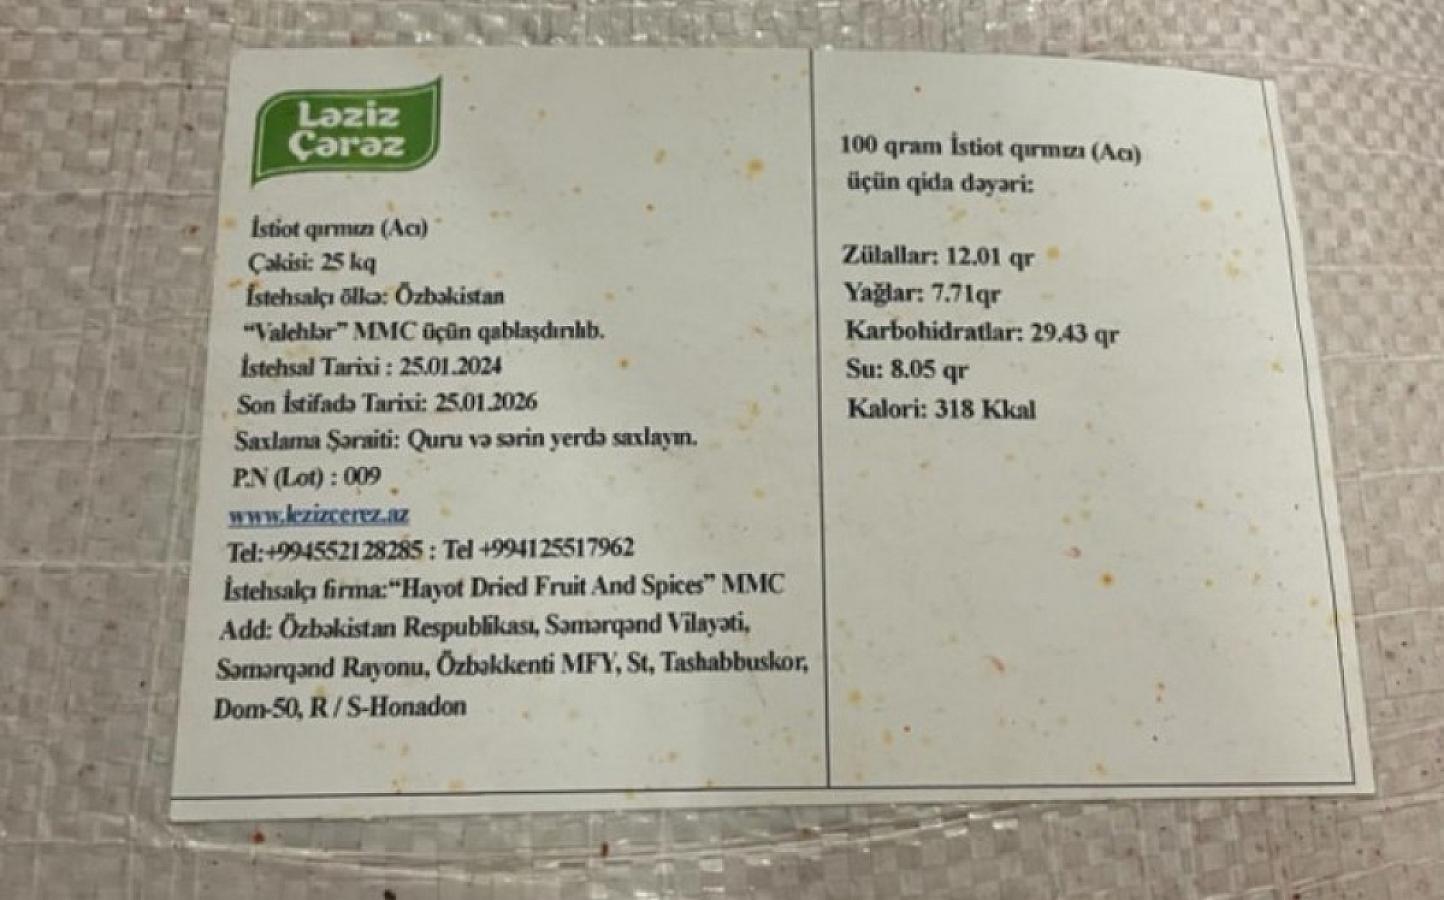 Ləziz
Çərəz
İstiot qırmızı (Acı)
Çəkisi: 25 kq
İstehsalçı ölkə: Özbəkistan
“Valehlər” MMC üçün qablaşdırılıb.
İstehsal Tarixi : 25.01.2024
Son İstifadə Tarixi: 25.01.2026
Saxlama Şəraiti: Quru və sərin yerdə saxlayın.
P.N (Lot) : 009
www.lezizcerez.az
Tel:+994552128285 : Tel +994125517962
İstehsalçı firma:“Hayot Dried Fruit And Spices” MMC
Add: Özbəkistan Respublikası, Səmərqənd Vilayəti,
Səmərqənd Rayonu, Özbəkkenti MFY, St, Tashabbuskor,
Dom-50, R / S-Honadon
100 qram İstiot qırmızı (Acı)
üçün qida dəyəri:
Zülallar: 12.01 qr
Yağlar: 7.71qr
Karbohidratlar: 29.43 qr
Su: 8.05 qr
Kalori: 318 Kkal